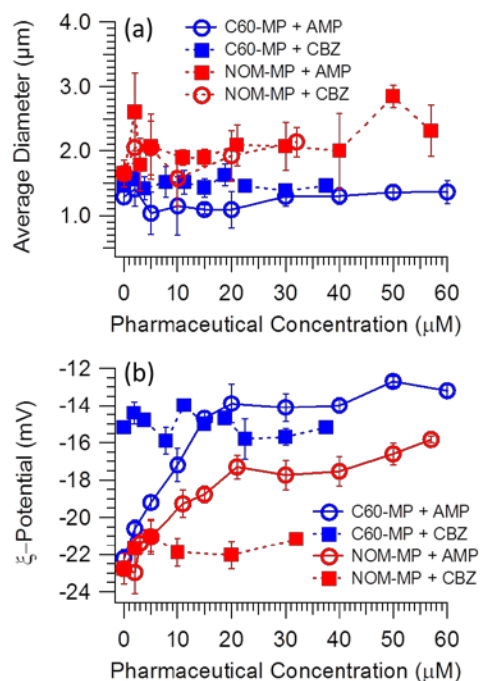 (a)
C60-MP + AMP
C60-MP + CBZ
NOM-MP + AMP
NOM-MP + CBZ
4.0
3.0
2.0
1.0
Average Diameter (µm)
0 10 20 30 40 50 60
Pharmaceutical Concentration (µM)
(b)
-12
-14
-16
-18
-20
-22
-24
ξ–Potential (mV)
C60-MP + AMP
C60-MP + CBZ
NOM-MP + AMP
NOM-MP + CBZ
0 10 20 30 40 50 60
Pharmaceutical Concentration (µM)